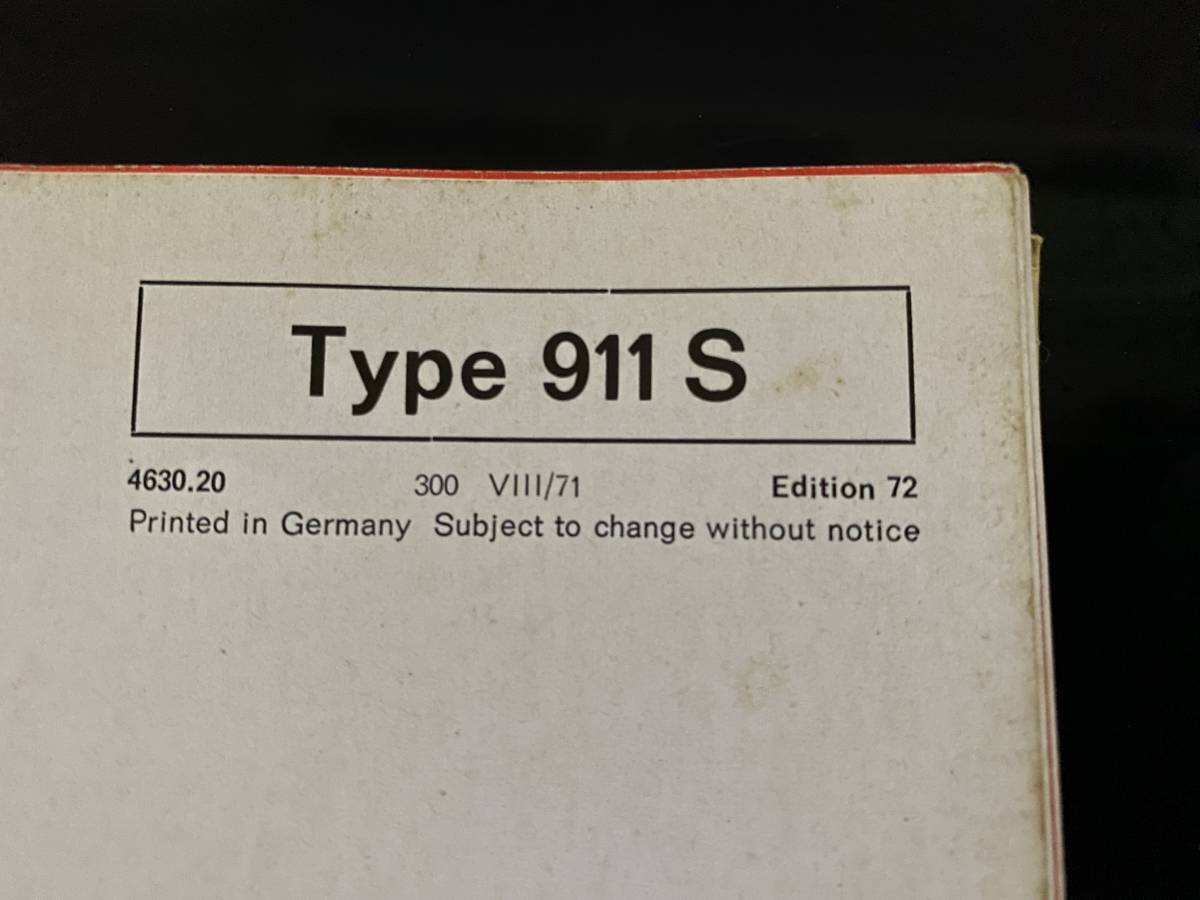 Type 911 S
4630.20 300 VIII/71 Edition 72
Printed in Germany Subject to change without notice